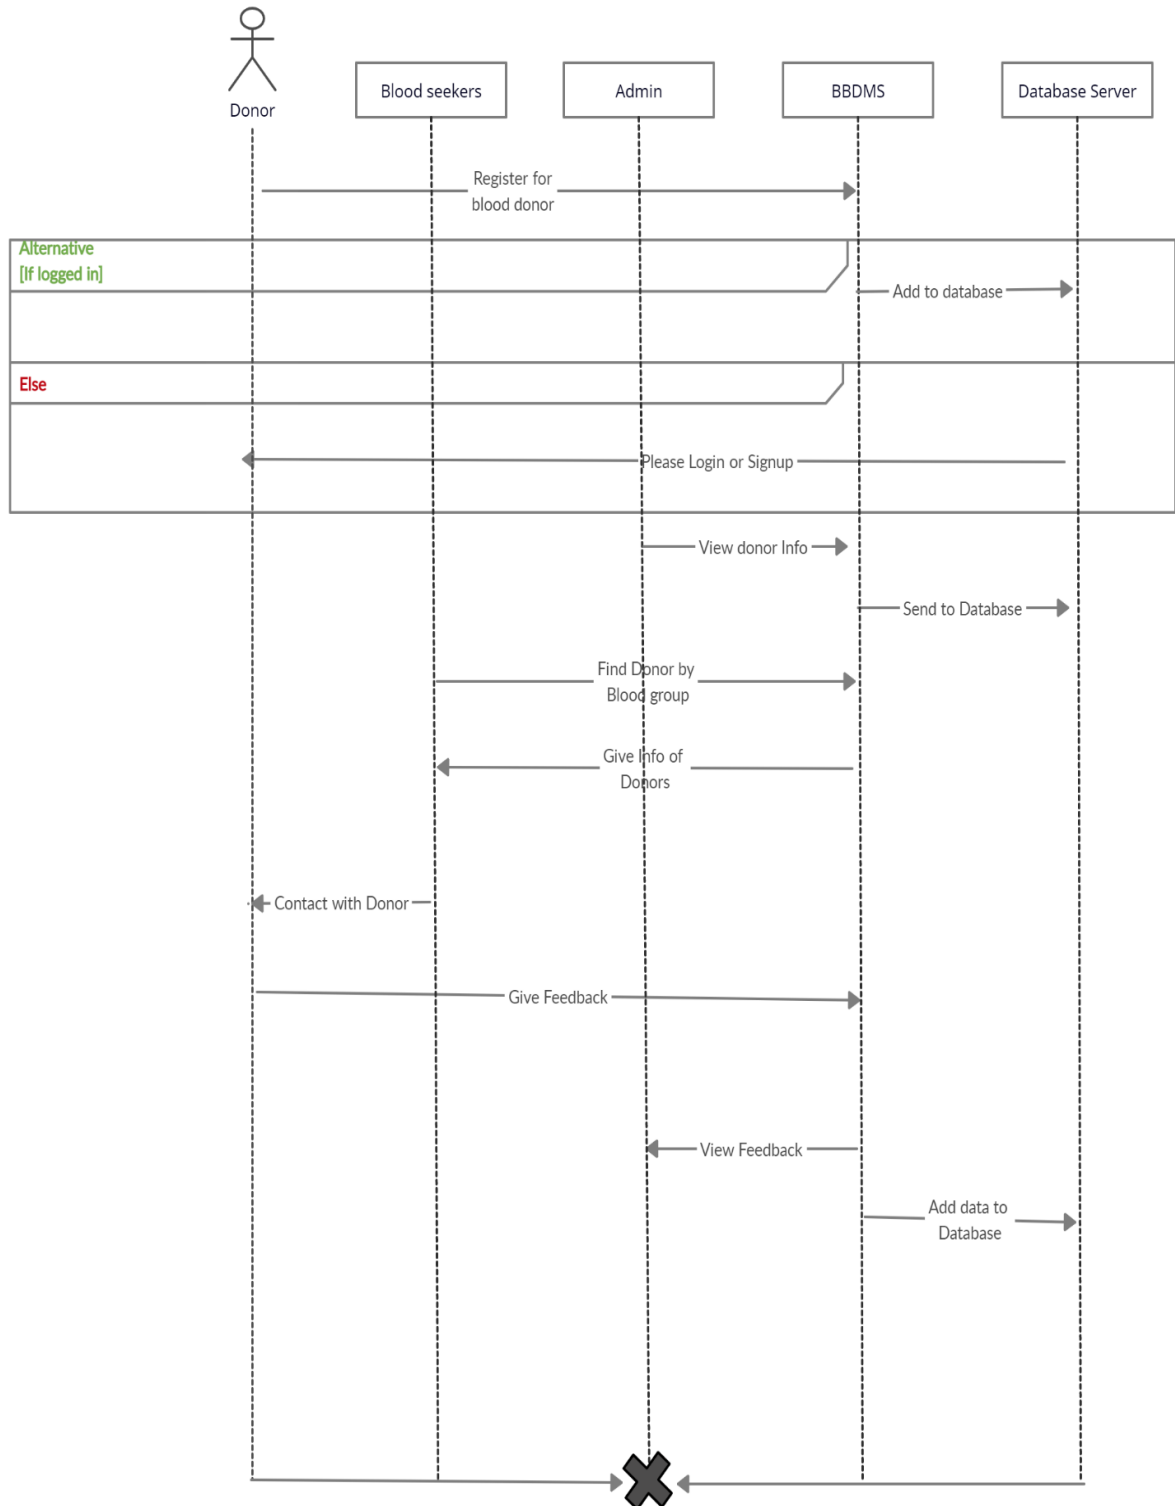 Donor
Blood seekers
Admin
BBDMS
Database Server
Register for
blood donor
Alternative
[If logged in]
Add to database
Else
Please Login or Signup
View donor Info
Send to Database
Find Donor by
Blood group
Give Info of
Donors
Contact with Donor
Give Feedback
View Feedback
Add data to
Database